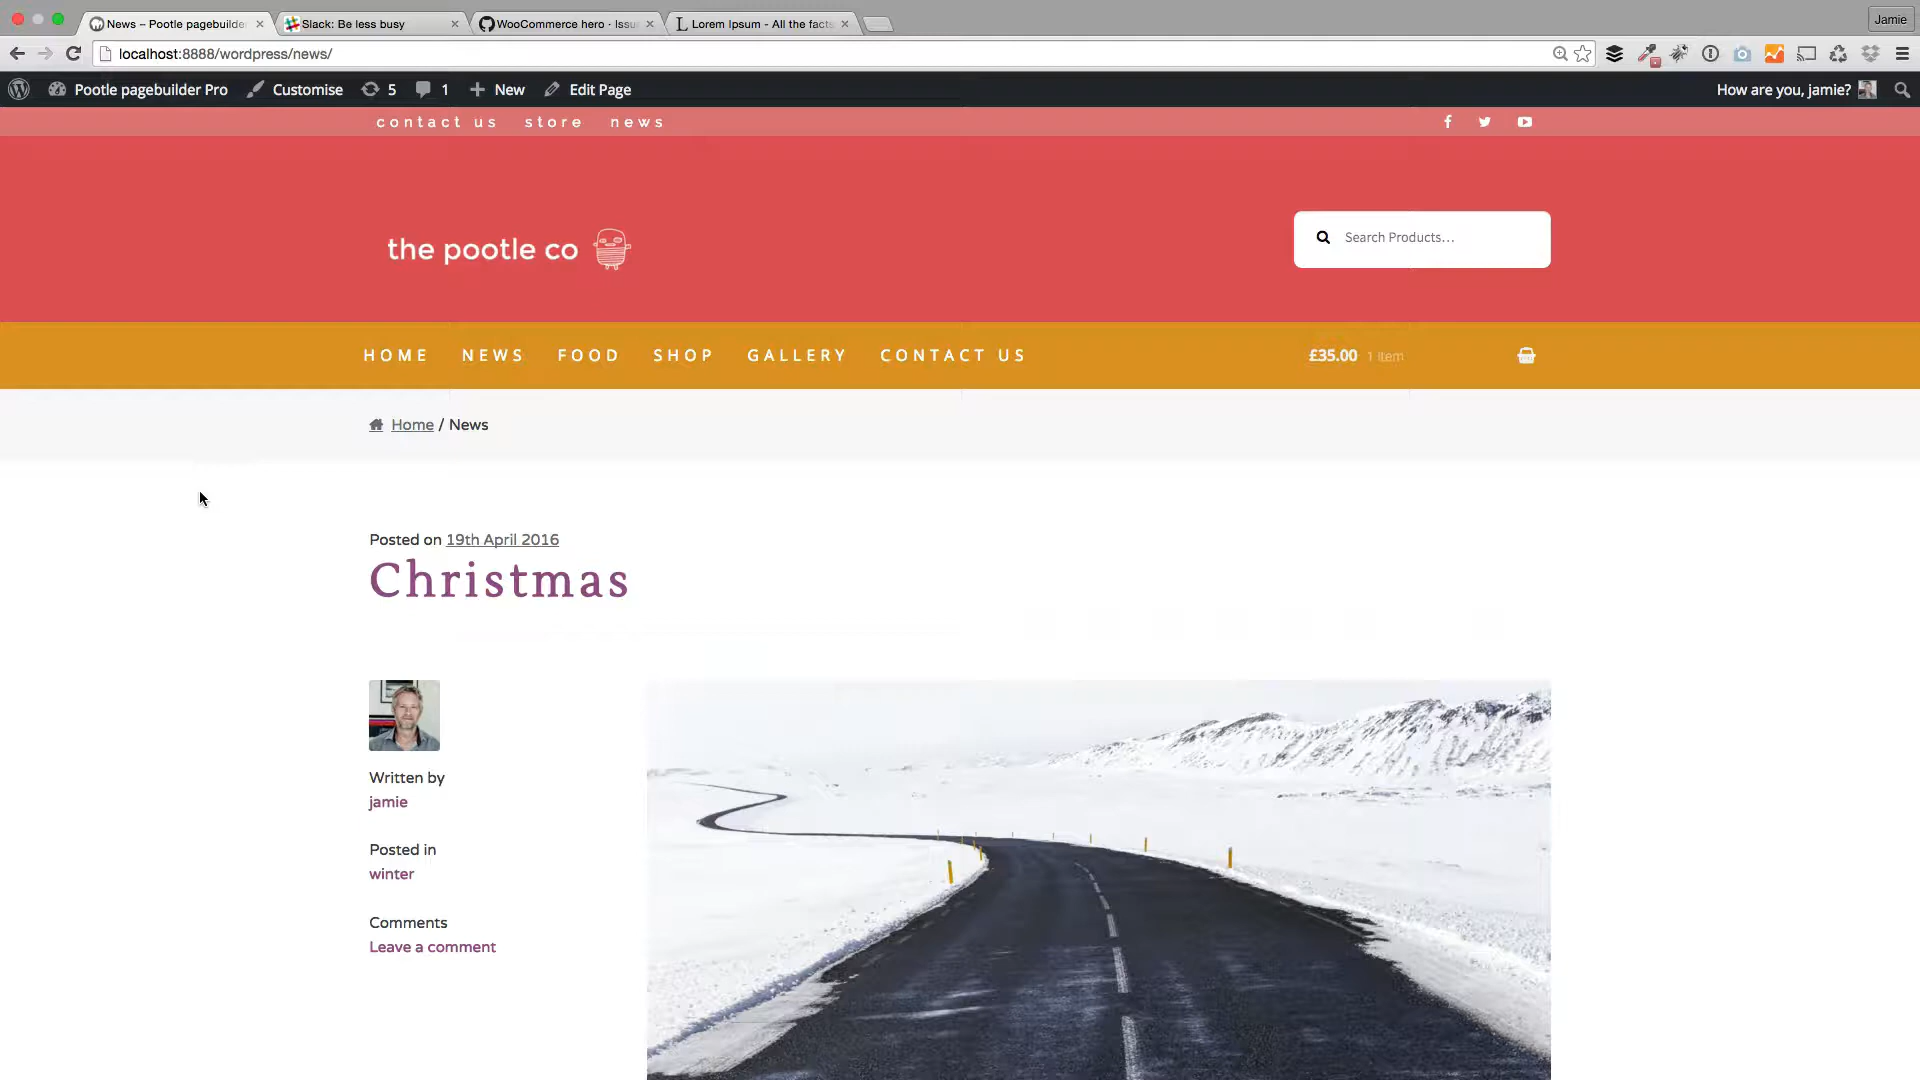 News – Pootle pagebuilde
Slack: Be less busy
WooCommerce hero · Issu
Lorem Ipsum - All the facts
Jamie
localhost:8888/wordpress/news/
Pootle pagebuilder Pro
Customise
5
1
New
Edit Page
How are you, jamie?
contact us store news
the pootle co
Search Products…
HOME NEWS FOOD SHOP GALLERY CONTACT US
£35.00 1 item
Home / News
Posted on 19th April 2016
Christmas
Written by
jamie
Posted in
winter
Comments
Leave a comment